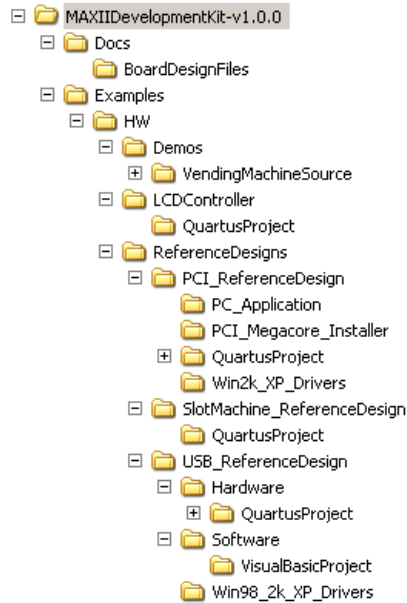 MAXIIDevelopmentKit-v1.0.0
Docs
BoardDesignFiles
Examples
HW
Demos
VendingMachineSource
LCDController
QuartusProject
ReferenceDesigns
PCI_ReferenceDesign
PC_Application
PCI_Megacore_Installer
QuartusProject
Win2k_XP_Drivers
SlotMachine_ReferenceDesign
QuartusProject
USB_ReferenceDesign
Hardware
QuartusProject
Software
VisualBasicProject
Win98_2k_XP_Drivers